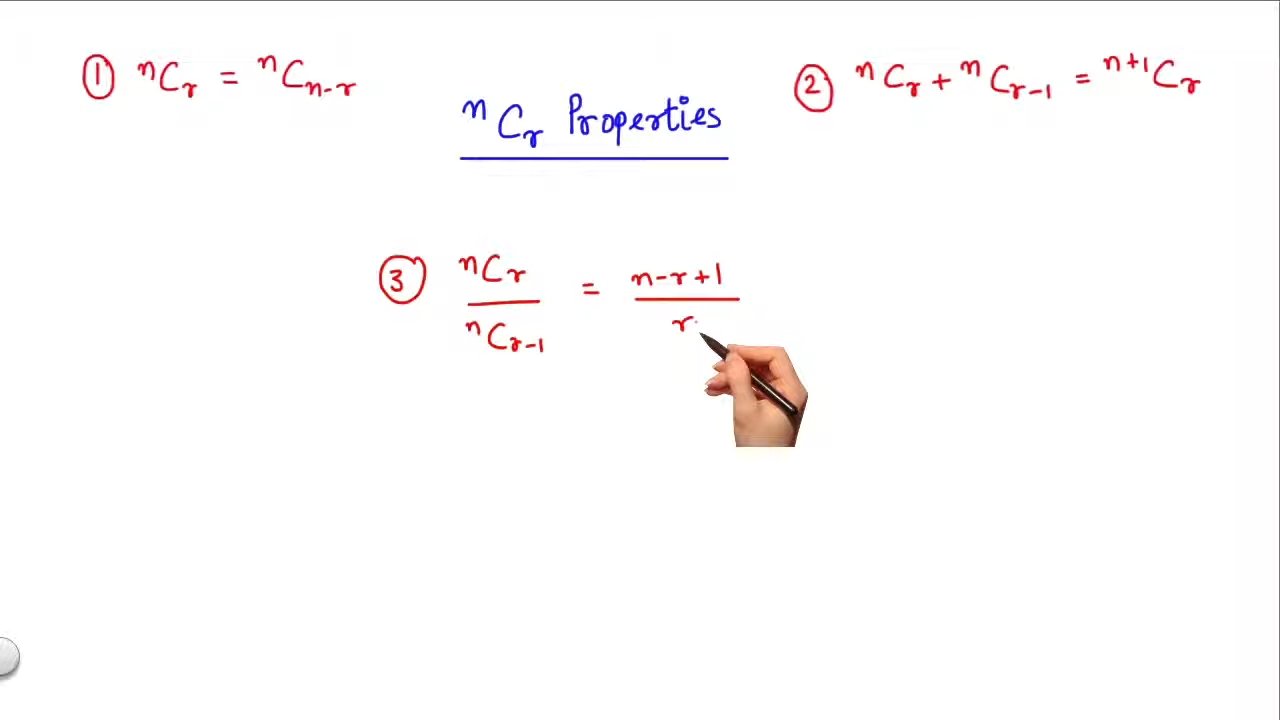 ① ⁿCᵣ = ⁿCₙ₋ᵣ
② ⁿCᵣ + ⁿCᵣ₋₁ = ⁿ⁺¹Cᵣ
ⁿCᵣ Properties
③ ⁿCᵣ / ⁿCᵣ₋₁ = n-r+1 / r